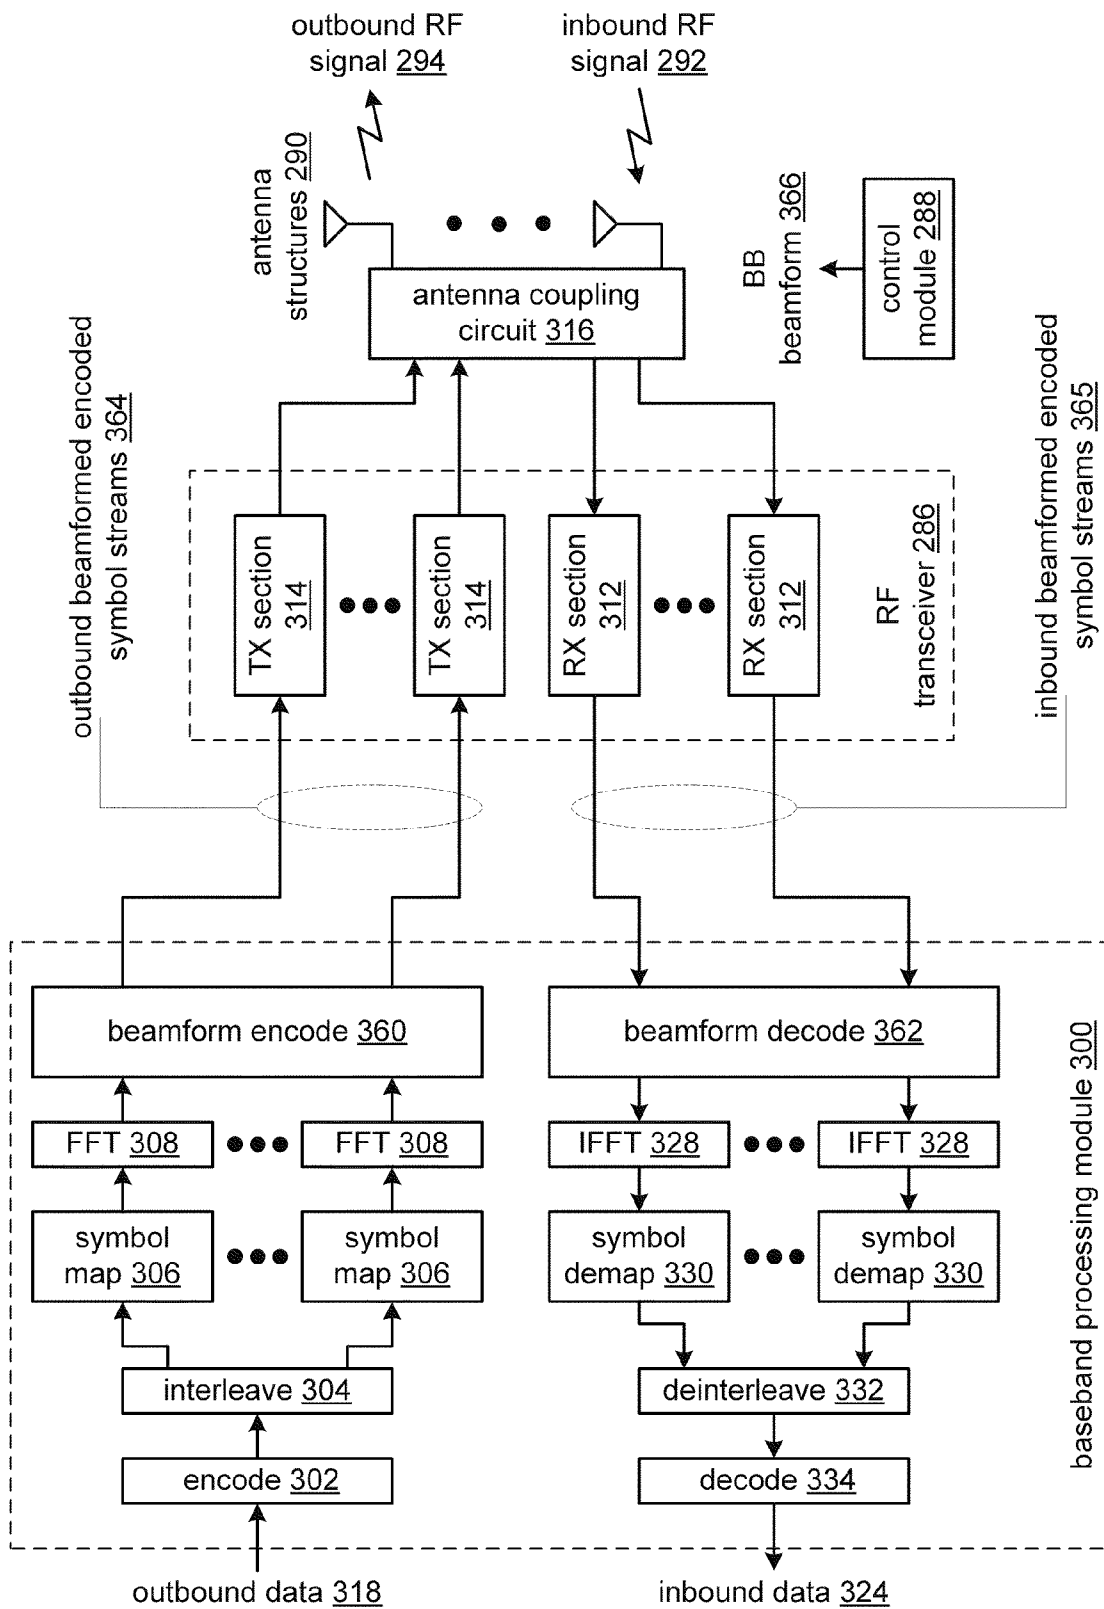 outbound RF
signal 294
inbound RF
signal 292
antenna
structures 290
BB
beamform 366
control
module 288
antenna coupling
circuit 316
outbound beamformed encoded
symbol streams 364
inbound beamformed encoded
symbol streams 365
TX section
314
TX section
314
RX section
312
RX section
312
RF
transceiver 286
beamform encode 360
beamform decode 362
baseband processing module 300
FFT 308
FFT 308
IFFT 328
IFFT 328
symbol
map 306
symbol
map 306
symbol
demap 330
symbol
demap 330
interleave 304
deinterleave 332
encode 302
decode 334
outbound data 318
inbound data 324